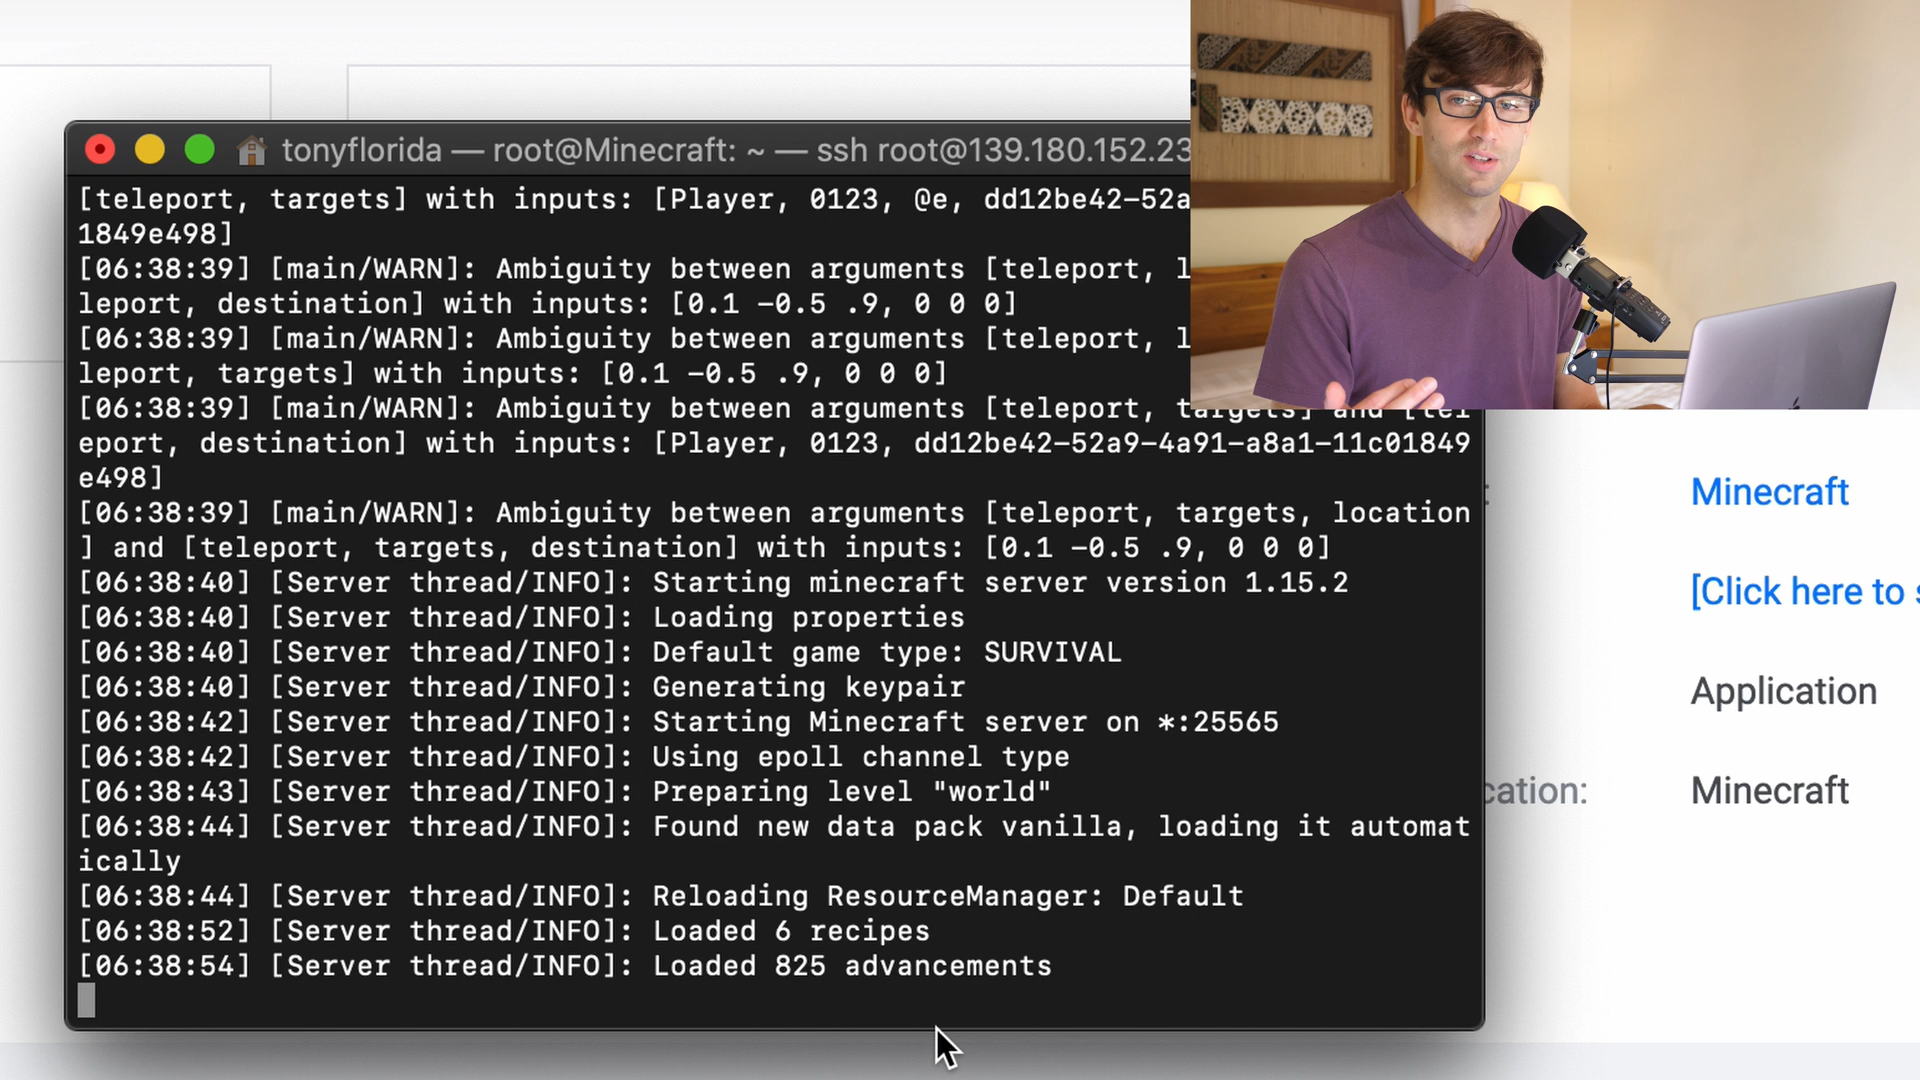 tonyflorida — root@Minecraft: ~ — ssh root@139.180.152.23
[teleport, targets] with inputs: [Player, 0123, @e, dd12be42-52a
1849e498]
[06:38:39] [main/WARN]: Ambiguity between arguments [teleport, l
leport, destination] with inputs: [0.1 -0.5 .9, 0 0 0]
[06:38:39] [main/WARN]: Ambiguity between arguments [teleport, l
leport, targets] with inputs: [0.1 -0.5 .9, 0 0 0]
[06:38:39] [main/WARN]: Ambiguity between arguments [teleport, targets] and [tel
eport, destination] with inputs: [Player, 0123, dd12be42-52a9-4a91-a8a1-11c01849
e498]
[06:38:39] [main/WARN]: Ambiguity between arguments [teleport, targets, location
] and [teleport, targets, destination] with inputs: [0.1 -0.5 .9, 0 0 0]
[06:38:40] [Server thread/INFO]: Starting minecraft server version 1.15.2
[06:38:40] [Server thread/INFO]: Loading properties
[06:38:40] [Server thread/INFO]: Default game type: SURVIVAL
[06:38:40] [Server thread/INFO]: Generating keypair
[06:38:42] [Server thread/INFO]: Starting Minecraft server on *:25565
[06:38:42] [Server thread/INFO]: Using epoll channel type
[06:38:43] [Server thread/INFO]: Preparing level "world"
[06:38:44] [Server thread/INFO]: Found new data pack vanilla, loading it automat
ically
[06:38:44] [Server thread/INFO]: Reloading ResourceManager: Default
[06:38:52] [Server thread/INFO]: Loaded 6 recipes
[06:38:54] [Server thread/INFO]: Loaded 825 advancements
Minecraft
[Click here to s
Application
cation:
Minecraft